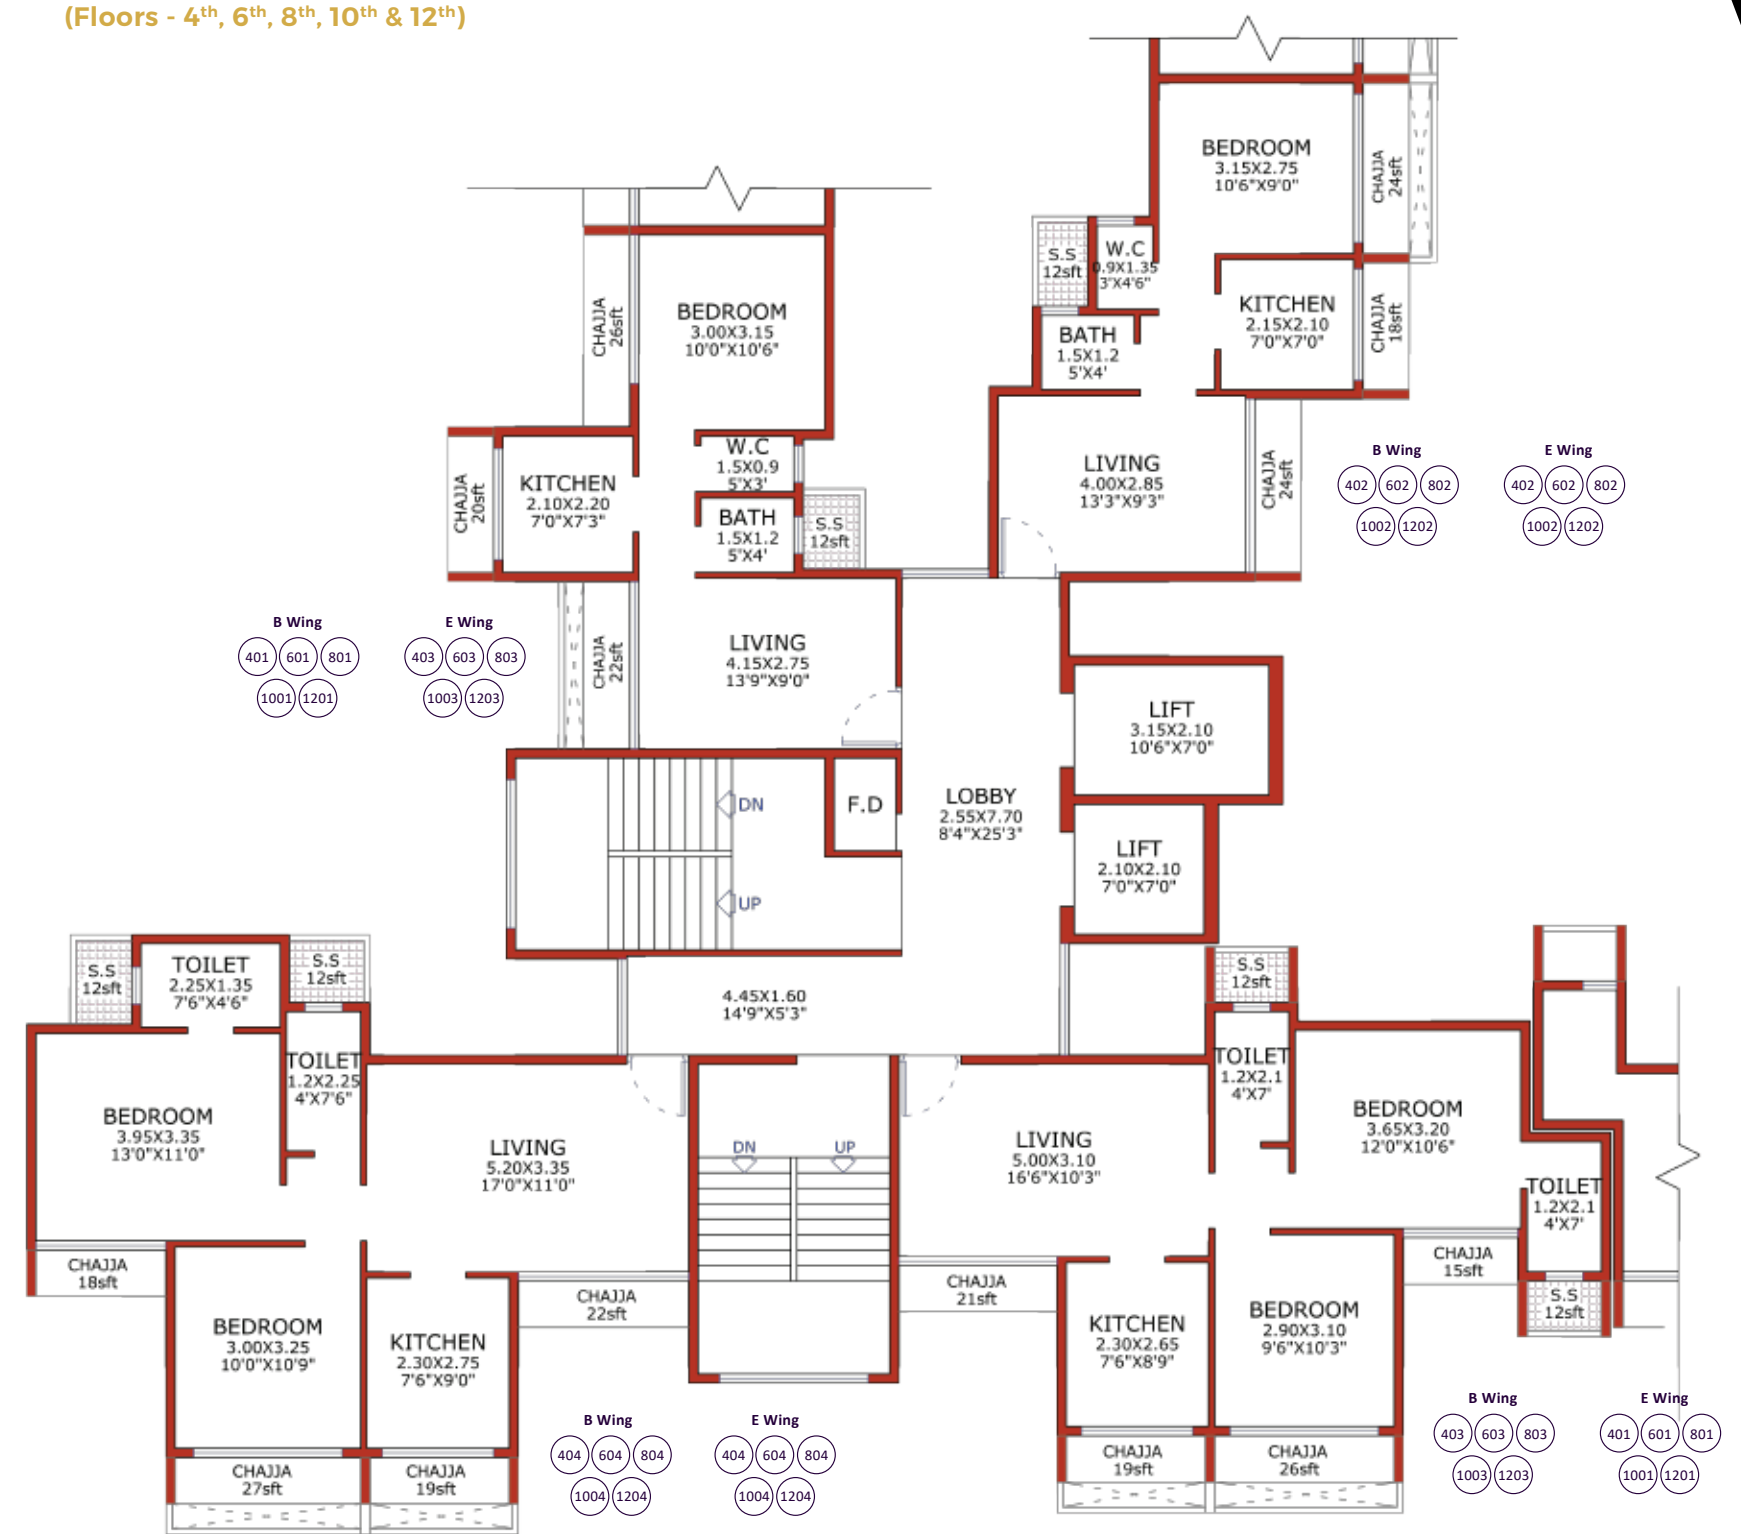 (Floors - 4th, 6th, 8th, 10th & 12th)
BEDROOM
3.15X2.75
10'6"X9'0"
CHAJJA
24sft
S.S
12sft
W.C
0.9X1.35
3'X4'6"
KITCHEN
2.15X2.10
7'0"X7'0"
CHAJJA
18sft
BATH
1.5X1.2
5'X4'
LIVING
4.00X2.85
13'3"X9'3"
CHAJJA
24sft
B Wing
402 602 802
1002 1202
E Wing
402 602 802
1002 1202
CHAJJA
26sft
BEDROOM
3.00X3.15
10'0"X10'6"
CHAJJA
20sft
KITCHEN
2.10X2.20
7'0"X7'3"
W.C
1.5X0.9
5'X3'
BATH
1.5X1.2
5'X4'
S.S
12sft
B Wing
401 601 801
1001 1201
E Wing
403 603 803
1003 1203
CHAJJA
22sft
LIVING
4.15X2.75
13'9"X9'0"
LIFT
3.15X2.10
10'6"X7'0"
DN
F.D
LOBBY
2.55X7.70
8'4"X25'3"
LIFT
2.10X2.10
7'0"X7'0"
UP
4.45X1.60
14'9"X5'3"
S.S
12sft
TOILET
2.25X1.35
7'6"X4'6"
S.S
12sft
TOILET
1.2X2.25
4'X7'6"
BEDROOM
3.95X3.35
13'0"X11'0"
LIVING
5.20X3.35
17'0"X11'0"
DN
UP
LIVING
5.00X3.10
16'6"X10'3"
S.S
12sft
TOILET
1.2X2.1
4'X7'
BEDROOM
3.65X3.20
12'0"X10'6"
TOILET
1.2X2.1
4'X7'
CHAJJA
18sft
BEDROOM
3.00X3.25
10'0"X10'9"
KITCHEN
2.30X2.75
7'6"X9'0"
CHAJJA
22sft
CHAJJA
21sft
KITCHEN
2.30X2.65
7'6"X8'9"
BEDROOM
2.90X3.10
9'6"X10'3"
CHAJJA
15sft
S.S
12sft
CHAJJA
27sft
CHAJJA
19sft
B Wing
404 604 804
1004 1204
E Wing
404 604 804
1004 1204
CHAJJA
19sft
CHAJJA
26sft
B Wing
403 603 803
1003 1203
E Wing
401 601 801
1001 1201